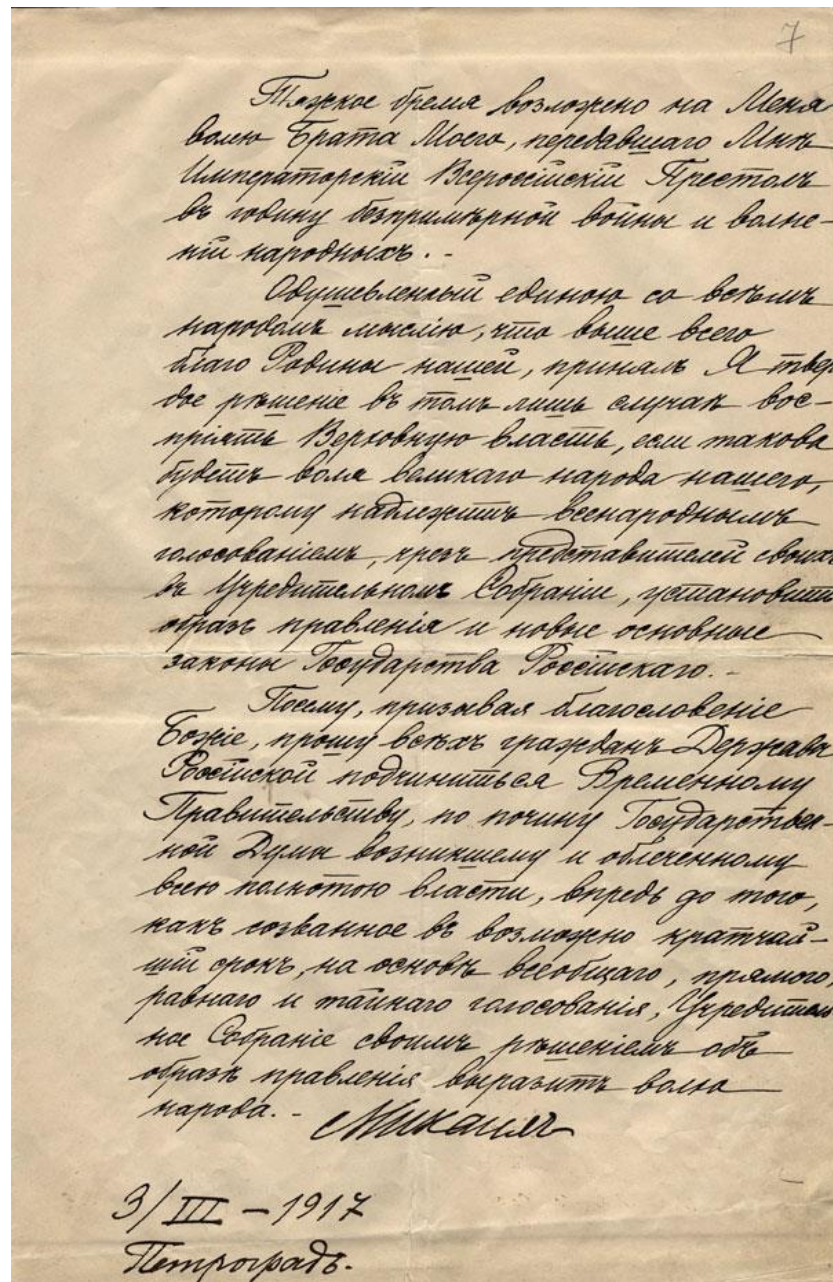 7
Тяжкое бремя возложено на Меня
волею Брата Моего, передавшаго Мнѣ
Императорскій Всероссійскій Престолъ
въ годину безпримѣрной войны и волне-
ній народныхъ. -
Одушевленный единою со всѣмъ
народомъ мыслію, что выше всего
благо Родины нашей, принялъ Я твер
дое рѣшеніе въ томъ лишь случаѣ вос-
пріять Верховную власть, если такова
будетъ воля великаго народа нашего,
которому надлежитъ всенароднымъ
голосованіемъ, чрезъ представителей своихъ
въ Учредительномъ Собраніи, установить
образъ правленія и новые основные
законы Государства Россійскаго. -
Посему, призывая благословеніе
Божіе, прошу всѣхъ гражданъ Державы
Россійской подчиниться Временному
Правительству, по почину Государствен-
ной Думы возникшему и облеченному
всею полнотою власти, впредь до того,
какъ созванное въ возможно кратчай-
шій срокъ, на основѣ всеобщаго, прямого,
равнаго и тайнаго голосованія, Учредитель
ное Собраніе своимъ рѣшеніемъ объ
образѣ правленія выразитъ волю
народа. -
Михаилъ
3/III - 1917
Петроградъ.